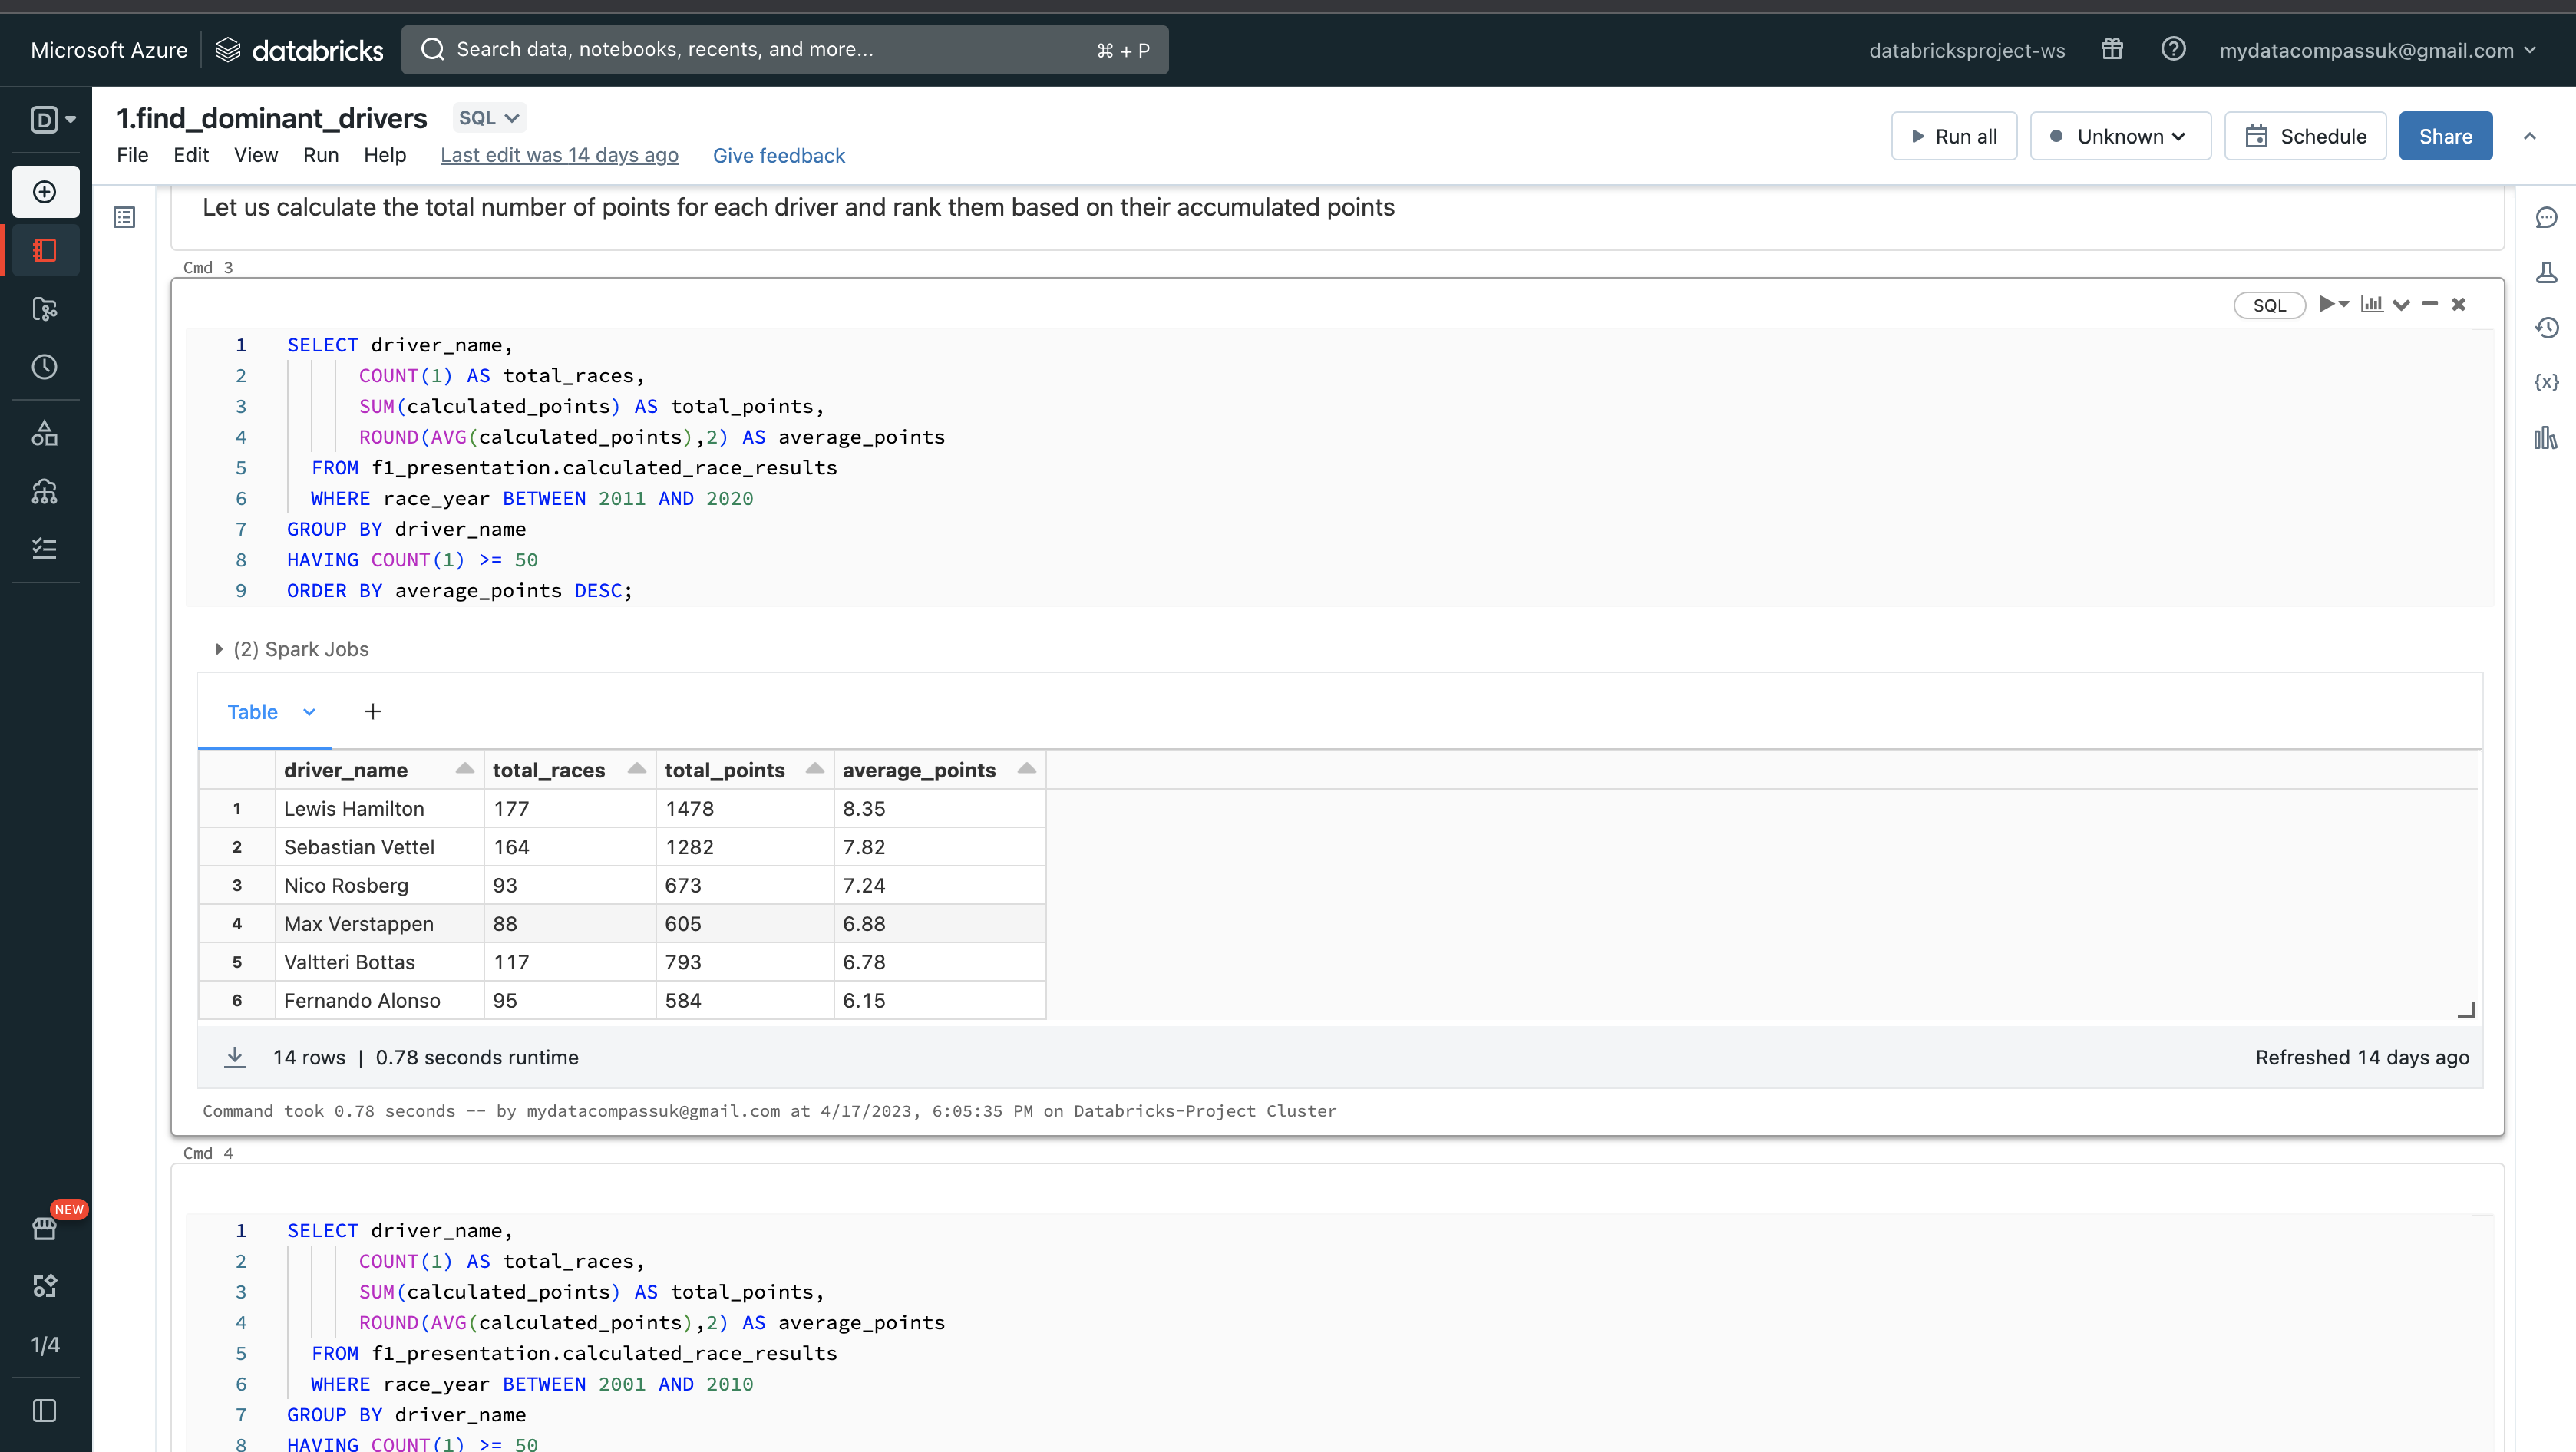 Microsoft Azure databricks Search data, notebooks, recents, and more... ⌘ + P databricksproject-ws mydatacompassuk@gmail.com
D
1.find_dominant_drivers SQL
File Edit View Run Help Last edit was 14 days ago Give feedback
Run all Unknown Schedule Share
Let us calculate the total number of points for each driver and rank them based on their accumulated points
Cmd 3
SQL
{x}
1 SELECT driver_name,
2 COUNT(1) AS total_races,
3 SUM(calculated_points) AS total_points,
4 ROUND(AVG(calculated_points),2) AS average_points
5 FROM f1_presentation.calculated_race_results
6 WHERE race_year BETWEEN 2011 AND 2020
7 GROUP BY driver_name
8 HAVING COUNT(1) >= 50
9 ORDER BY average_points DESC;
(2) Spark Jobs
Table +
driver_name total_races total_points average_points
1 Lewis Hamilton 177 1478 8.35
2 Sebastian Vettel 164 1282 7.82
3 Nico Rosberg 93 673 7.24
4 Max Verstappen 88 605 6.88
5 Valtteri Bottas 117 793 6.78
6 Fernando Alonso 95 584 6.15
14 rows | 0.78 seconds runtime Refreshed 14 days ago
Command took 0.78 seconds -- by mydatacompassuk@gmail.com at 4/17/2023, 6:05:35 PM on Databricks-Project Cluster
Cmd 4
NEW
1/4
1 SELECT driver_name,
2 COUNT(1) AS total_races,
3 SUM(calculated_points) AS total_points,
4 ROUND(AVG(calculated_points),2) AS average_points
5 FROM f1_presentation.calculated_race_results
6 WHERE race_year BETWEEN 2001 AND 2010
7 GROUP BY driver_name
8 HAVING COUNT(1) >= 50